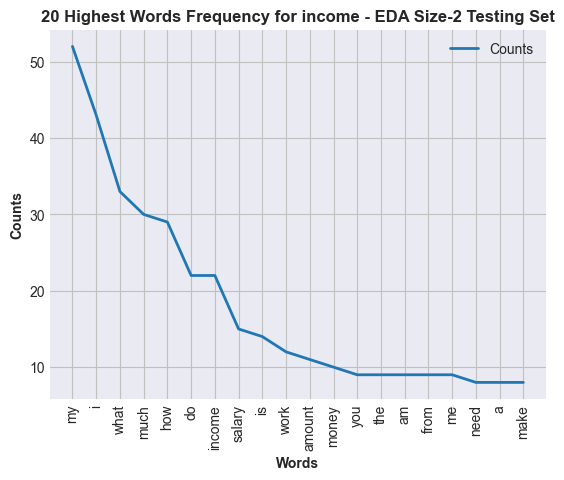 20 Highest Words Frequency for income - EDA Size-2 Testing Set
Counts
50
40
30
20
10
Counts
my
i
what
much
how
do
income
salary
is
work
amount
money
you
the
am
from
me
need
a
make
Words